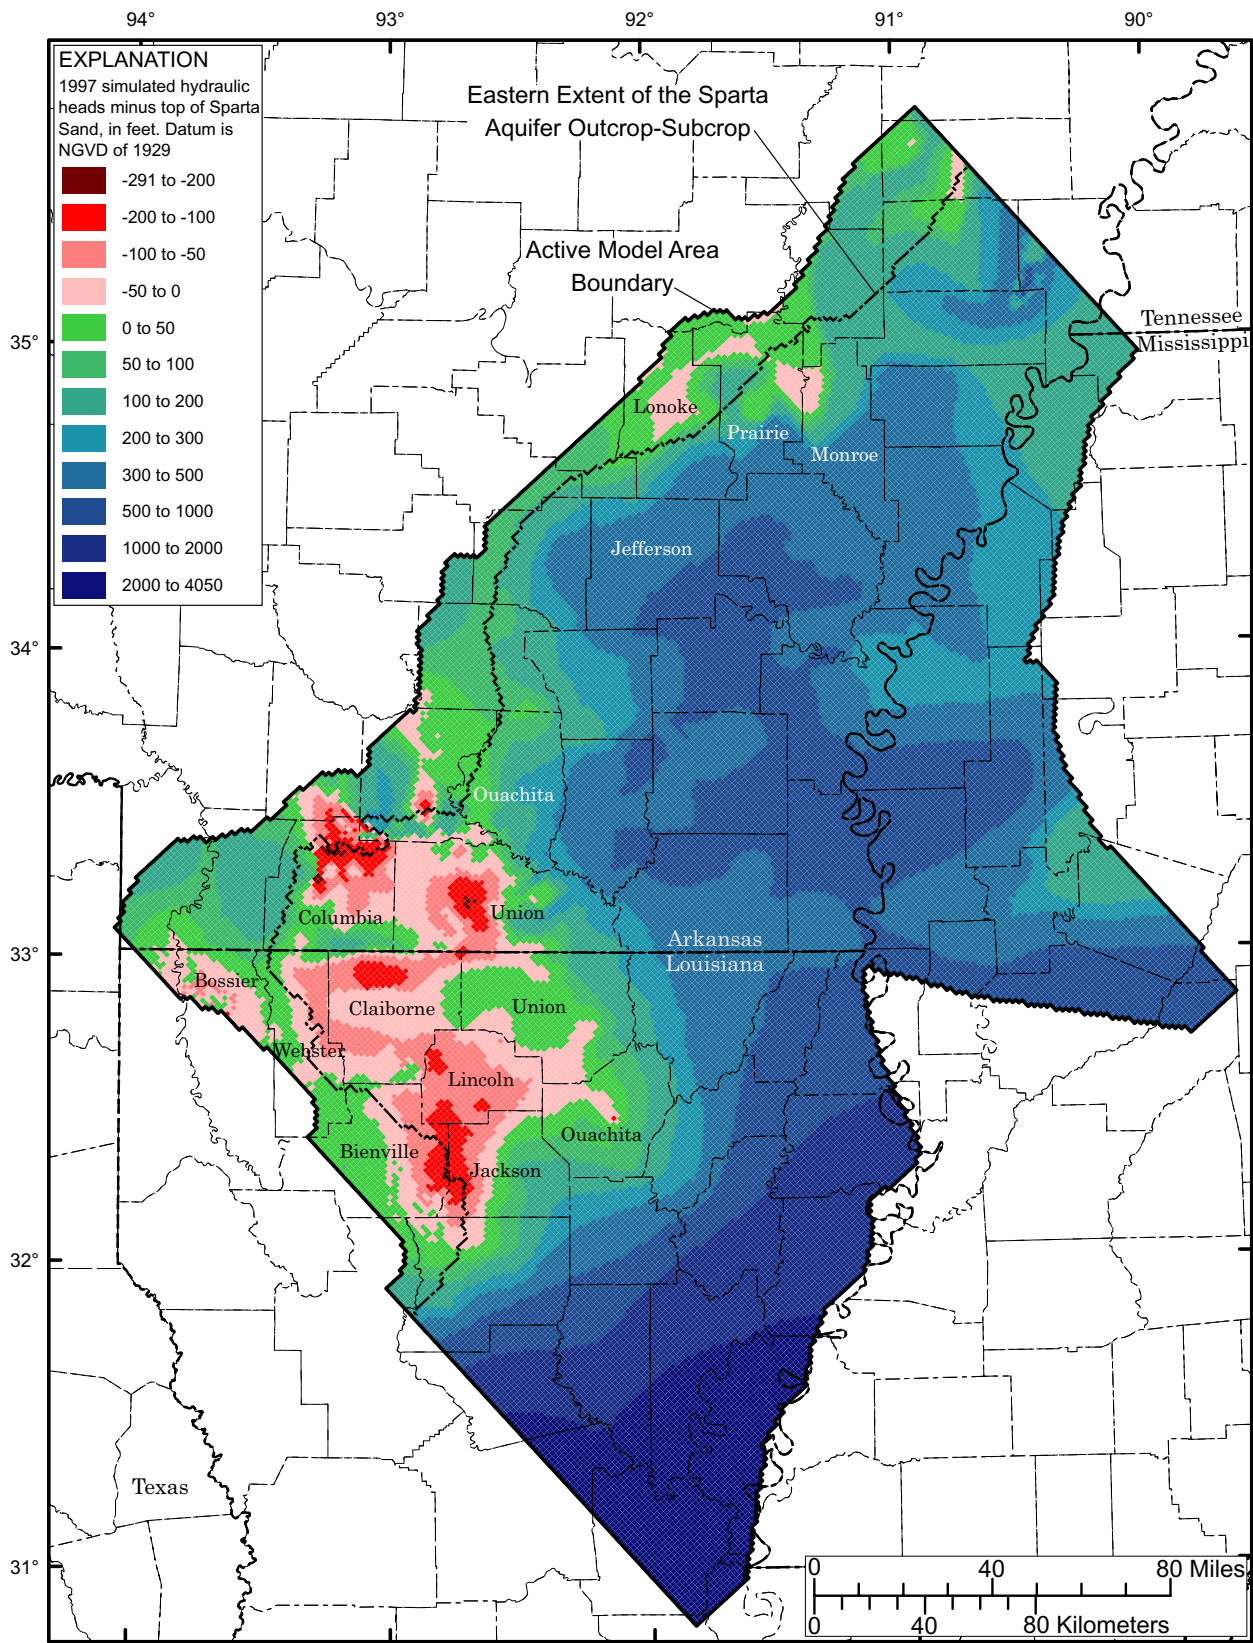 94°
93°
92°
91°
90°
EXPLANATION
1997 simulated hydraulic
heads minus top of Sparta
Sand, in feet. Datum is
NGVD of 1929
-291 to -200
-200 to -100
-100 to -50
-50 to 0
0 to 50
50 to 100
100 to 200
200 to 300
300 to 500
500 to 1000
1000 to 2000
2000 to 4050
Eastern Extent of the Sparta
Aquifer Outcrop-Subcrop
Active Model Area
Boundary
Tennessee
Mississippi
35°
Lonoke
Prairie
Monroe
Jefferson
34°
Ouachita
Columbia
Union
Arkansas
Louisiana
33°
Bossier
Claiborne
Union
Webster
Lincoln
Ouachita
Bienville
Jackson
32°
Texas
31°
0 40 80 Miles
0 40 80 Kilometers